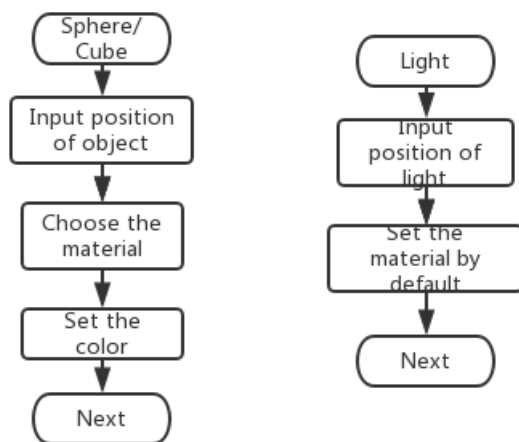 Sphere/
Cube
Input position
of object
Choose the
material
Set the
color
Next
Light
Input
position of
light
Set the
material by
default
Next